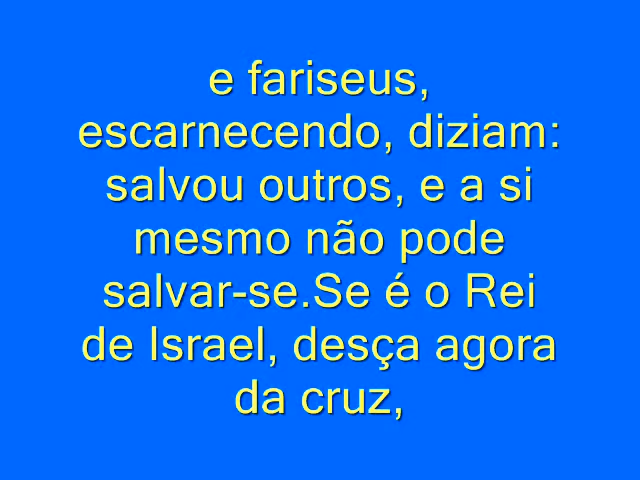 e fariseus,
escarnecendo, diziam:
salvou outros, e a si
mesmo não pode
salvar-se.Se é o Rei
de Israel, desça agora
da cruz,